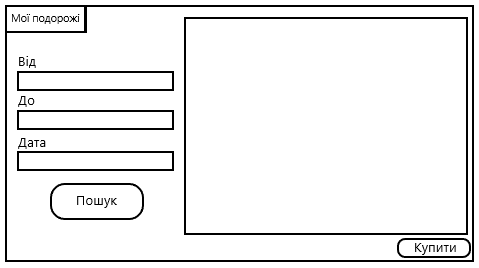 Мої подорожі
Від
До
Дата
Пошук
Купити